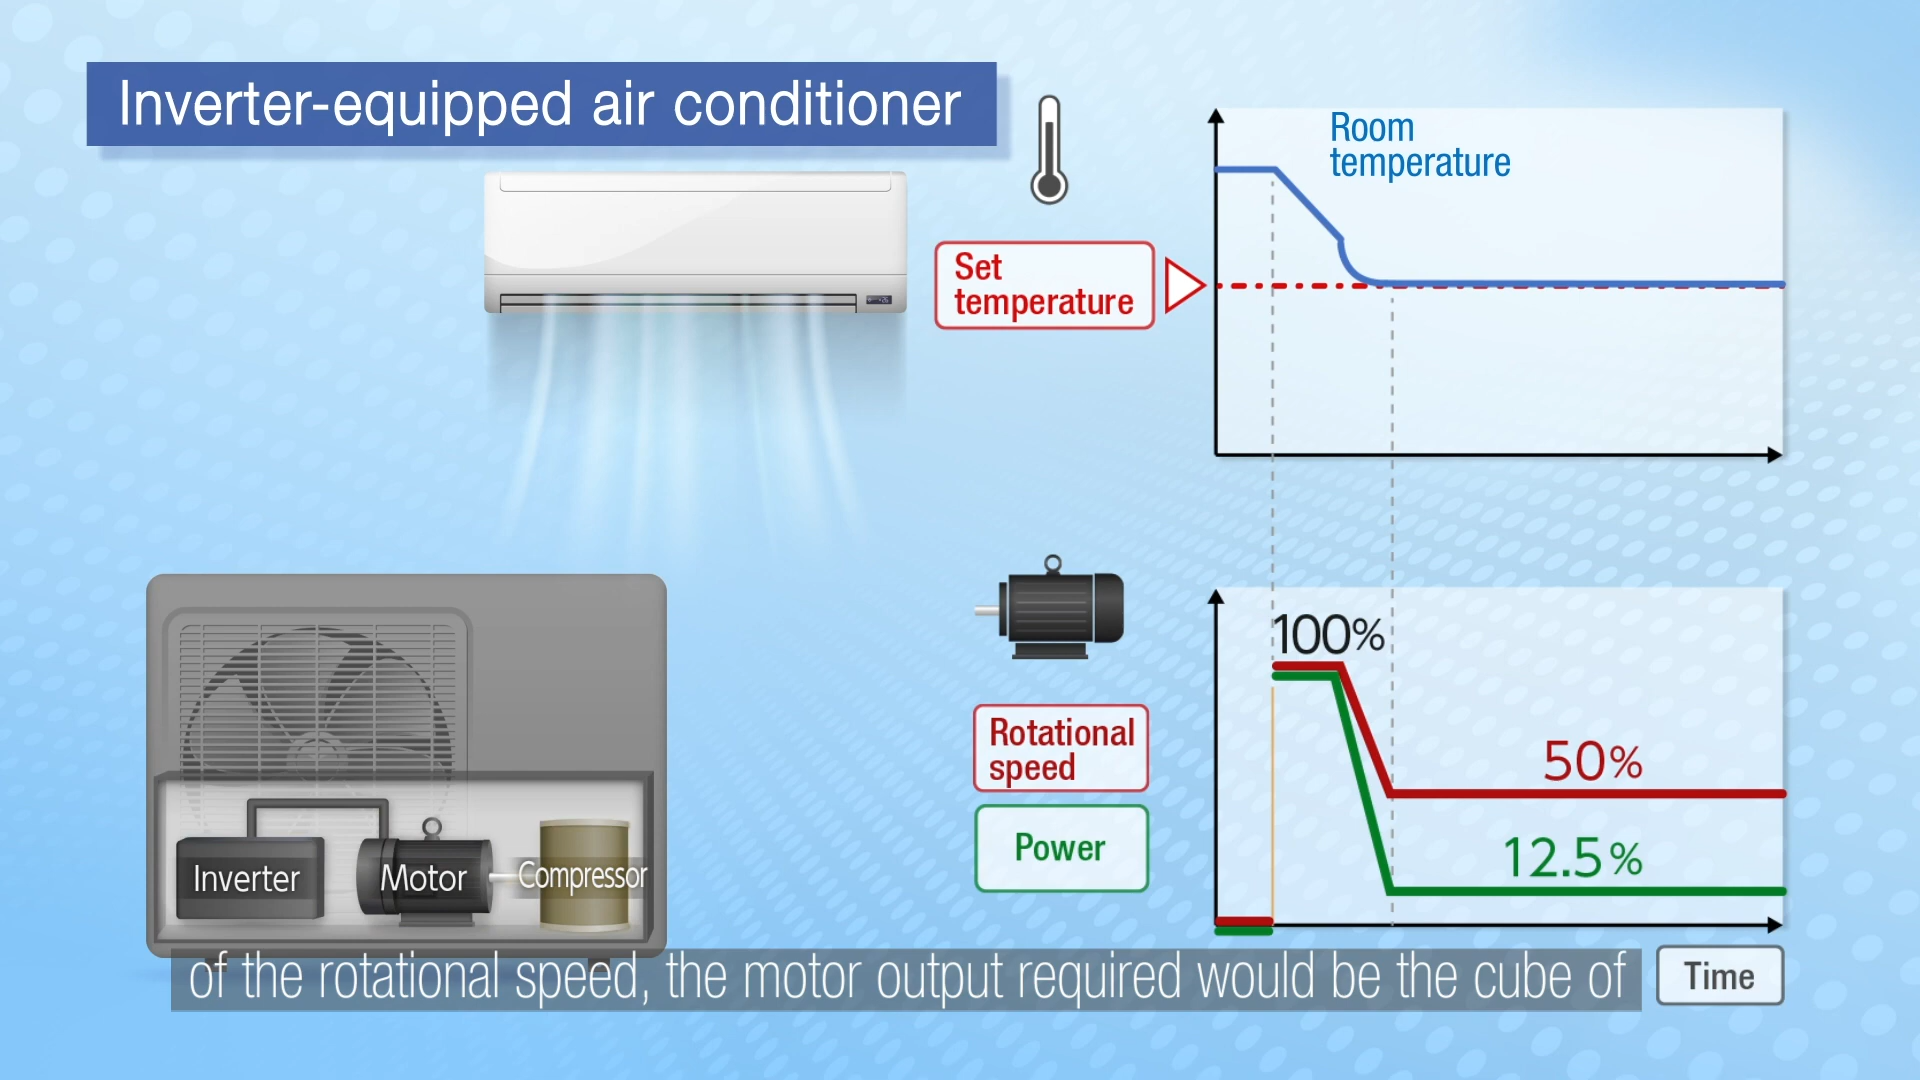 Inverter-equipped air conditioner
Room
temperature
Set
temperature
100%
Rotational
speed
50%
Power
12.5%
Inverter
Motor
Compressor
of the rotational speed, the motor output required would be the cube of
Time